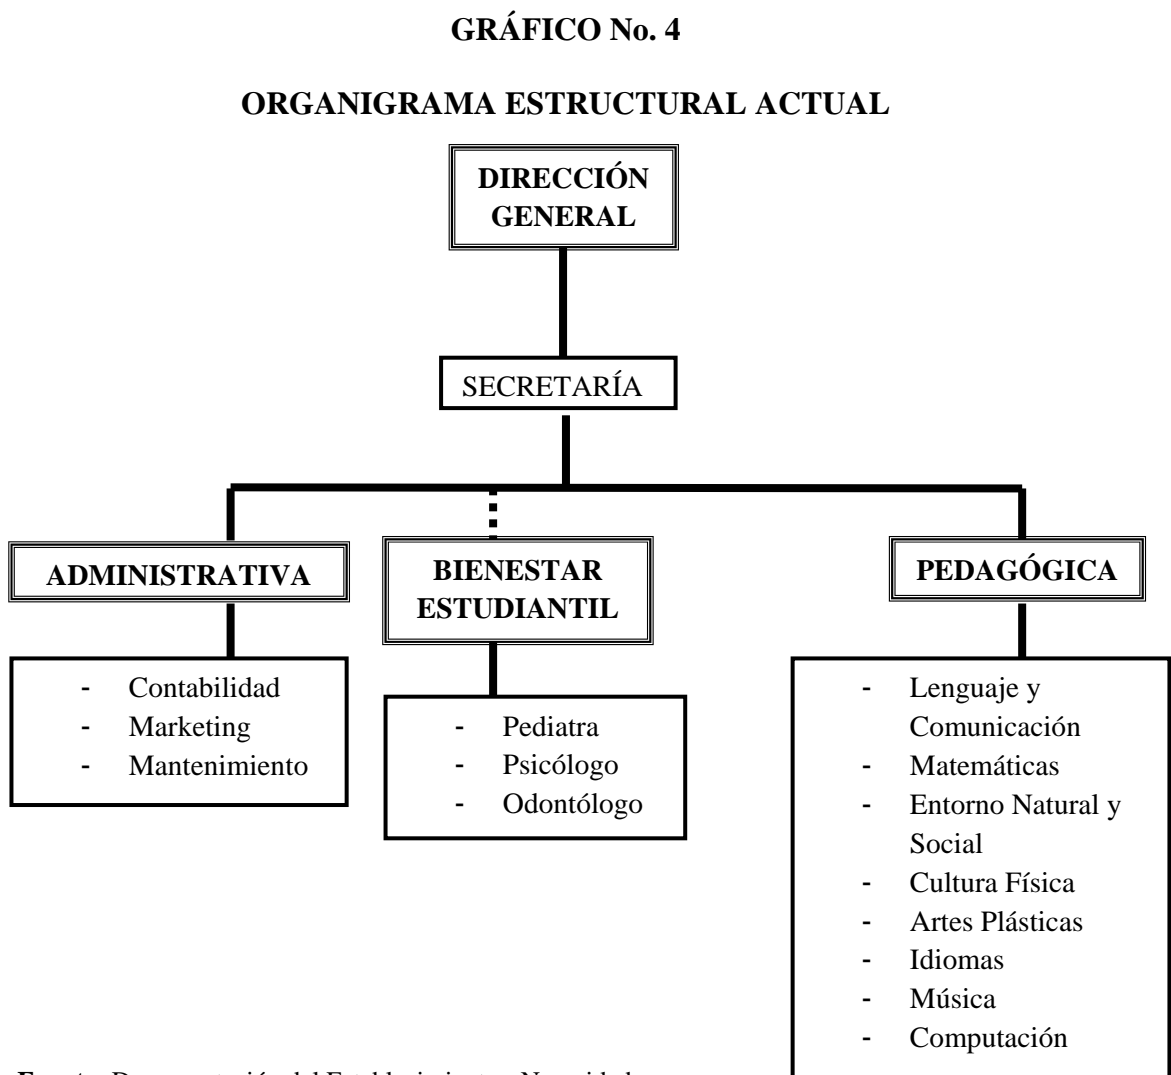 GRÁFICO No. 4
ORGANIGRAMA ESTRUCTURAL ACTUAL
DIRECCIÓN
GENERAL
SECRETARÍA
ADMINISTRATIVA
BIENESTAR
ESTUDIANTIL
PEDAGÓGICA
- Contabilidad
- Marketing
- Mantenimiento
- Pediatra
- Psicólogo
- Odontólogo
- Lenguaje y
Comunicación
- Matemáticas
- Entorno Natural y
Social
- Cultura Física
- Artes Plásticas
- Idiomas
- Música
- Computación